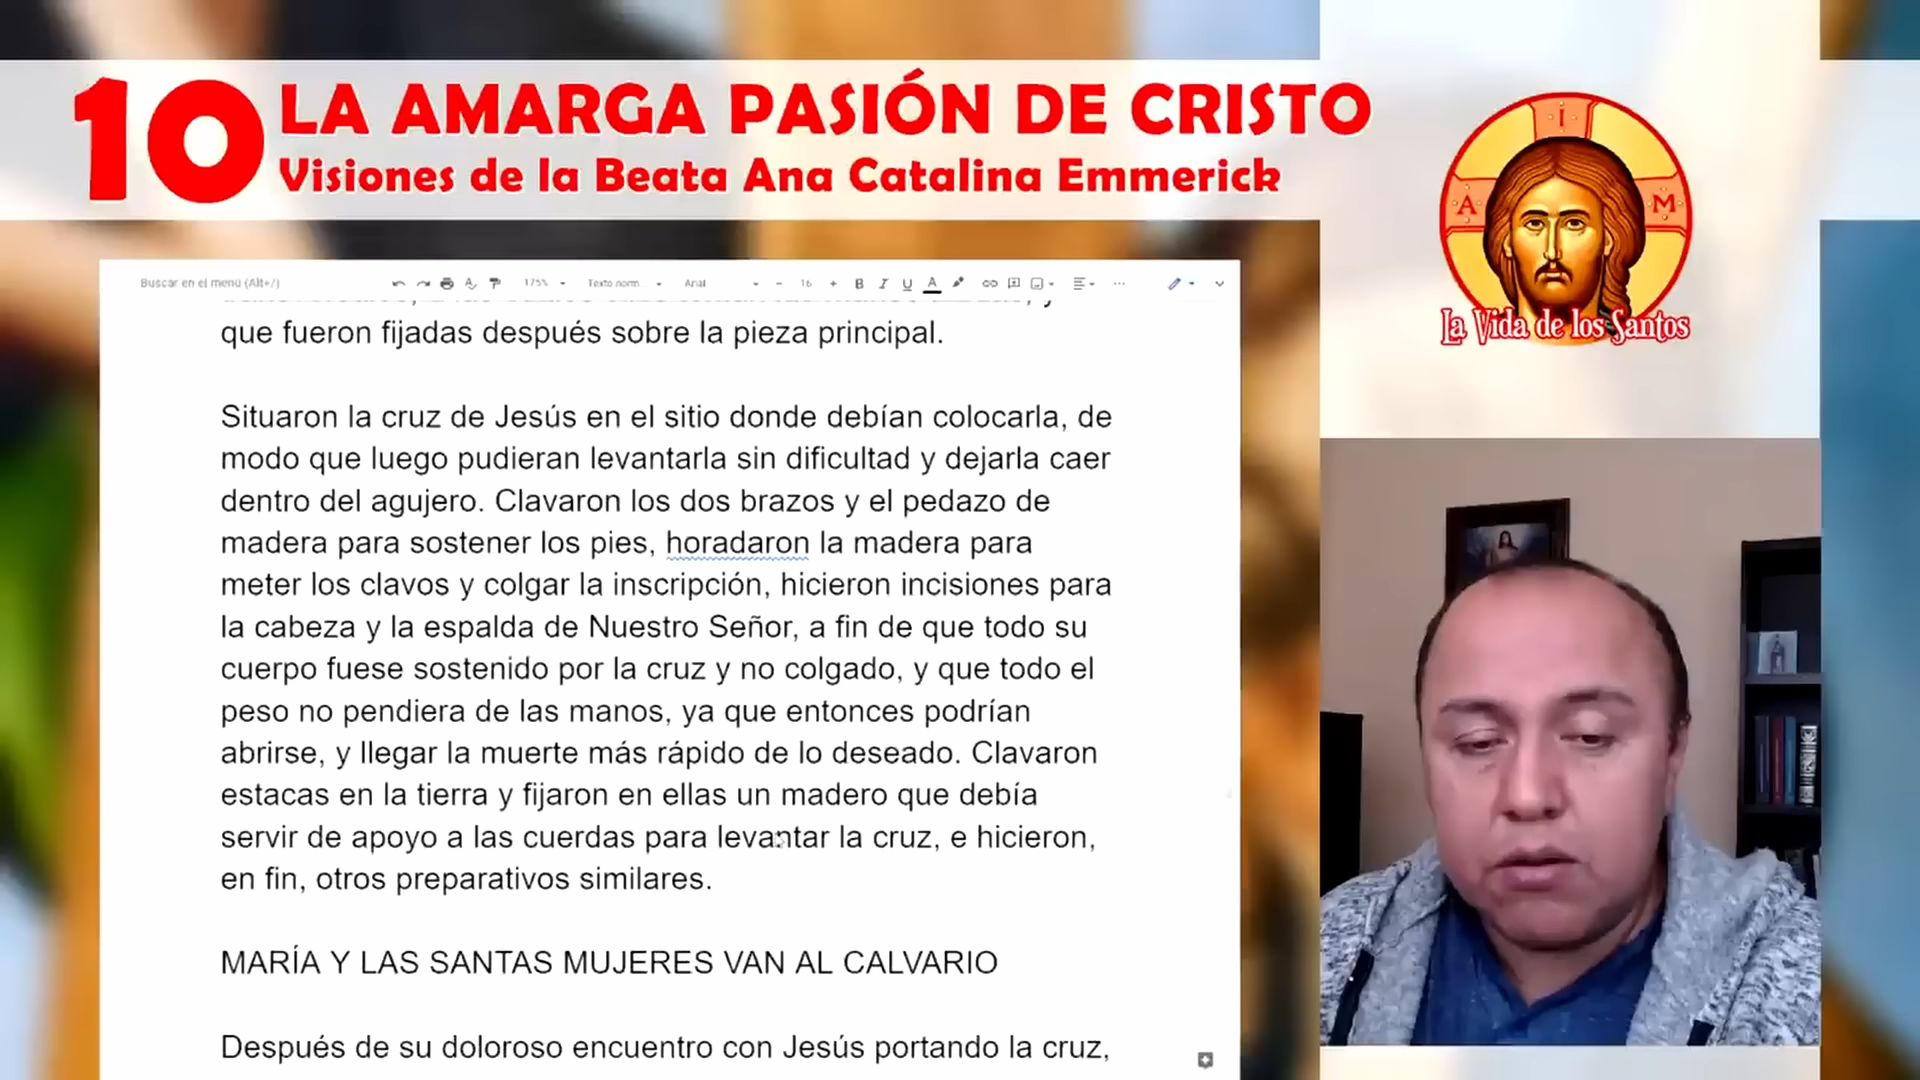 10
LA AMARGA PASIÓN DE CRISTO
Visiones de la Beata Ana Catalina Emmerick
I
A M
La Vida de los Santos
Buscar en el menú (Alt+/)
175% Texto norm... Arial - 16 + B I U A
que fueron fijadas después sobre la pieza principal.
Situaron la cruz de Jesús en el sitio donde debían colocarla, de
modo que luego pudieran levantarla sin dificultad y dejarla caer
dentro del agujero. Clavaron los dos brazos y el pedazo de
madera para sostener los pies, horadaron la madera para
meter los clavos y colgar la inscripción, hicieron incisiones para
la cabeza y la espalda de Nuestro Señor, a fin de que todo su
cuerpo fuese sostenido por la cruz y no colgado, y que todo el
peso no pendiera de las manos, ya que entonces podrían
abrirse, y llegar la muerte más rápido de lo deseado. Clavaron
estacas en la tierra y fijaron en ellas un madero que debía
servir de apoyo a las cuerdas para levantar la cruz, e hicieron,
en fin, otros preparativos similares.
MARÍA Y LAS SANTAS MUJERES VAN AL CALVARIO
Después de su doloroso encuentro con Jesús portando la cruz,